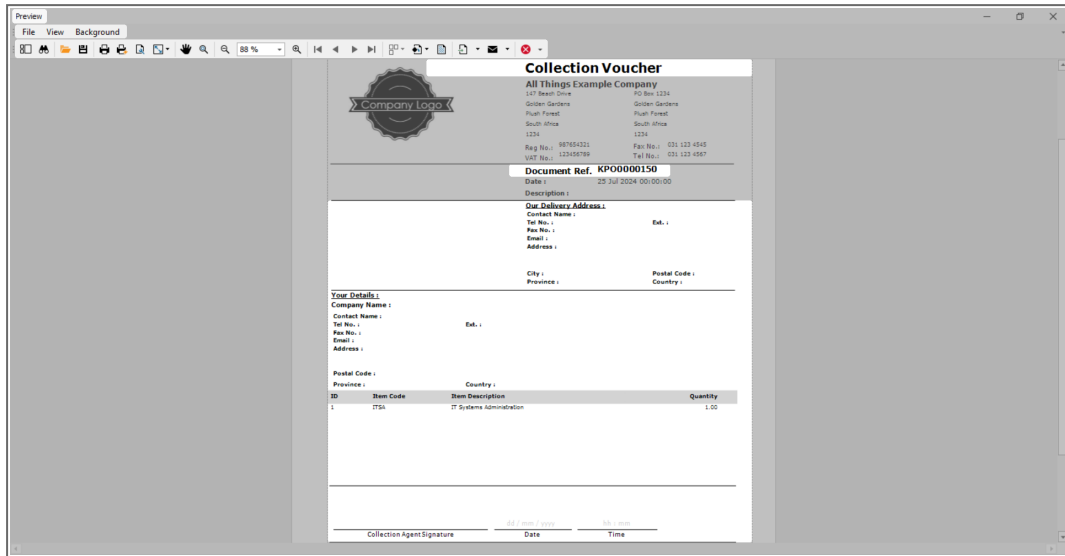 Preview
File View Background
88 %
Collection Voucher
Company Logo
All Things Example Company
147 Beach Drive PO Box 1234
Golden Gardens Golden Gardens
Plush Forest Plush Forest
South Africa South Africa
1234 1234
Reg No.: 987654321 Fax No.: 031 123 4545
VAT No.: 123456789 Tel No.: 031 123 4567
Document Ref. KPO0000150
Date : 25 Jul 2024 00:00:00
Description :
Our Delivery Address :
Contact Name :
Tel No. : Ext. :
Fax No. :
Email :
Address :
City : Postal Code :
Province : Country :
Your Details :
Company Name :
Contact Name :
Tel No. : Ext. :
Fax No. :
Email :
Address :
Postal Code :
Province : Country :
ID Item Code Item Description Quantity
1 ITSA IT Systems Administration 1.00
dd / mm / yyyy hh : mm
Collection Agent Signature Date Time